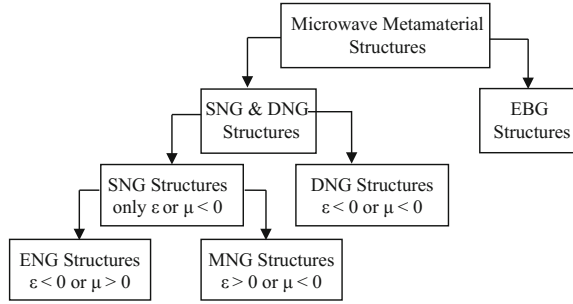 Microwave Metamaterial
Structures
SNG & DNG
Structures
EBG
Structures
SNG Structures
only ε or μ < 0
DNG Structures
ε < 0 or μ < 0
ENG Structures
ε < 0 or μ > 0
MNG Structures
ε > 0 or μ < 0